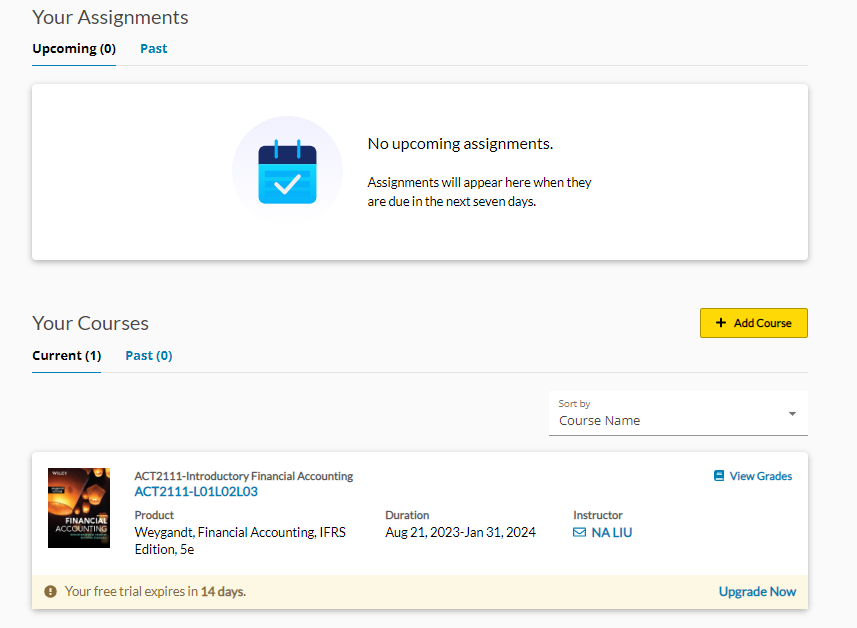 Your Assignments
Upcoming (0) Past
No upcoming assignments.
Assignments will appear here when they
are due in the next seven days.
Your Courses
+ Add Course
Current (1) Past (0)
Sort by
Course Name
WILEY
FINANCIAL
ACCOUNTING
ACT2111-Introductory Financial Accounting
ACT2111-L01L02L03
View Grades
Product
Weygandt, Financial Accounting, IFRS
Edition, 5e
Duration
Aug 21, 2023-Jan 31, 2024
Instructor
NA LIU
Your free trial expires in 14 days.
Upgrade Now